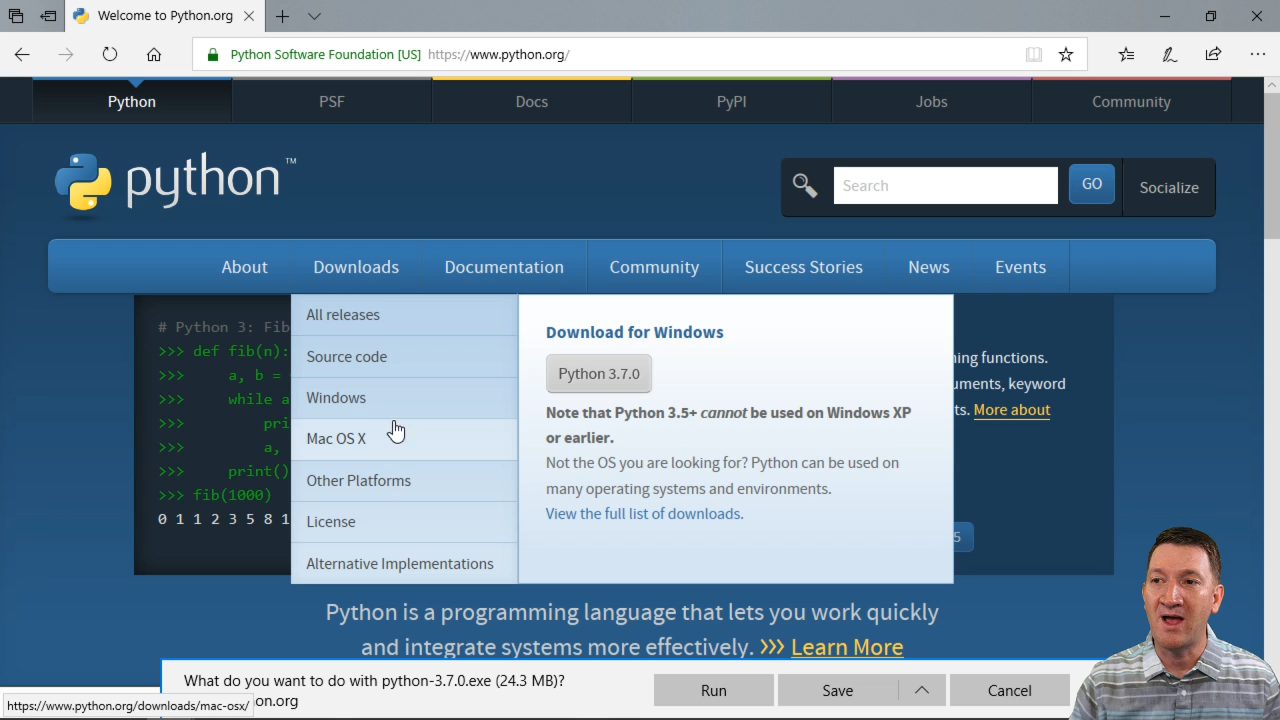 Welcome to Python.org
Python Software Foundation [US] https://www.python.org/
Python PSF Docs PyPI Jobs Community
python™
Search GO Socialize
About Downloads Documentation Community Success Stories News Events
# Python 3: Fib
>>> def fib(n):
>>> a, b =
>>> while a
>>> pri
>>> a,
>>> print()
>>> fib(1000)
0 1 1 2 3 5 8 1
All releases
Source code
Windows
Mac OS X
Other Platforms
License
Alternative Implementations
Download for Windows
Python 3.7.0
Note that Python 3.5+ cannot be used on Windows XP
or earlier.
Not the OS you are looking for? Python can be used on
many operating systems and environments.
View the full list of downloads.
ning functions.
uments, keyword
ts. More about
5
Python is a programming language that lets you work quickly
and integrate systems more effectively. >>> Learn More
What do you want to do with python-3.7.0.exe (24.3 MB)?
on.org
Run Save Cancel
https://www.python.org/downloads/mac-osx/